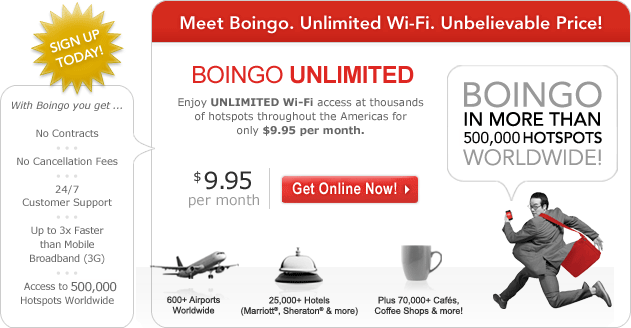 Meet Boingo. Unlimited Wi-Fi. Unbelievable Price!
SIGN UP
TODAY!
With Boingo you get ...
No Contracts
No Cancellation Fees
24/7
Customer Support
Up to 3x Faster
than Mobile
Broadband (3G)
Access to 500,000
Hotspots Worldwide
BOINGO UNLIMITED
Enjoy UNLIMITED Wi-Fi access at thousands
of hotspots throughout the Americas for
only $9.95 per month.
$9.95
per month
Get Online Now!
BOINGO
IN MORE THAN
500,000 HOTSPOTS
WORLDWIDE!
600+ Airports
Worldwide
25,000+ Hotels
(Marriott®, Sheraton® & more)
Plus 70,000+ Cafés,
Coffee Shops & more!